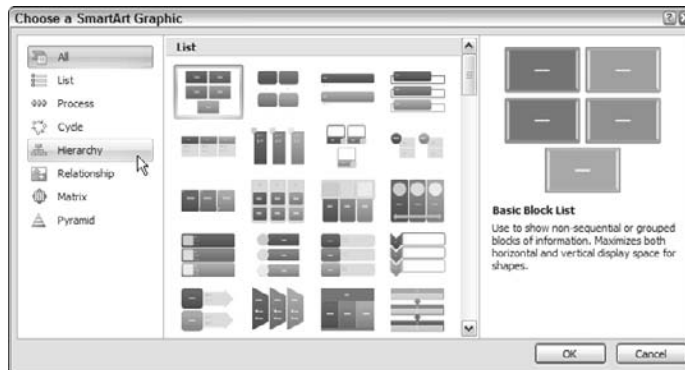 Choose a SmartArt Graphic
All
List
Process
Cycle
Hierarchy
Relationship
Matrix
Pyramid
List
Basic Block List
Use to show non-sequential or grouped
blocks of information. Maximizes both
horizontal and vertical display space for
shapes.
OK
Cancel